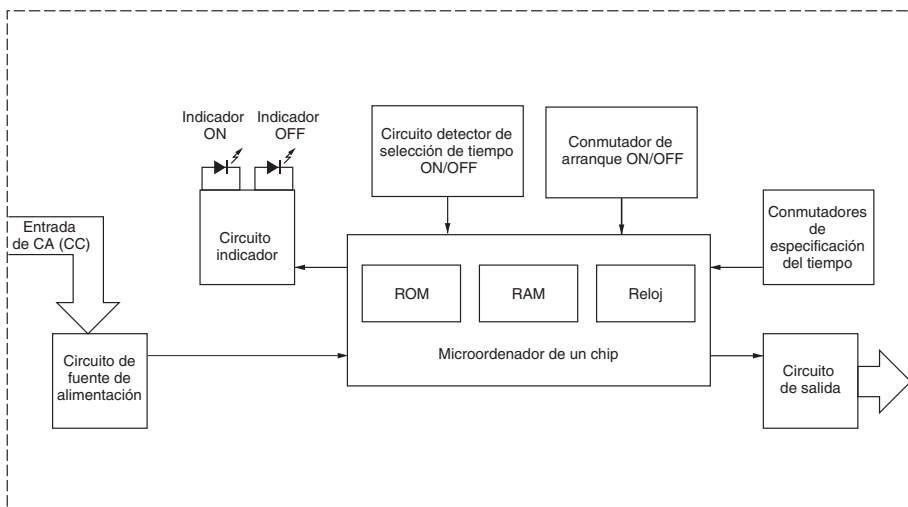 Indicador
ON
Indicador
OFF
Circuito detector de
selección de tiempo
ON/OFF
Conmutador de
arranque ON/OFF
Entrada
de CA (CC)
Circuito
indicador
Conmutadores
de
especificación
del tiempo
ROM
RAM
Reloj
Microordenador de un chip
Circuito de
fuente de
alimentación
Circuito
de salida